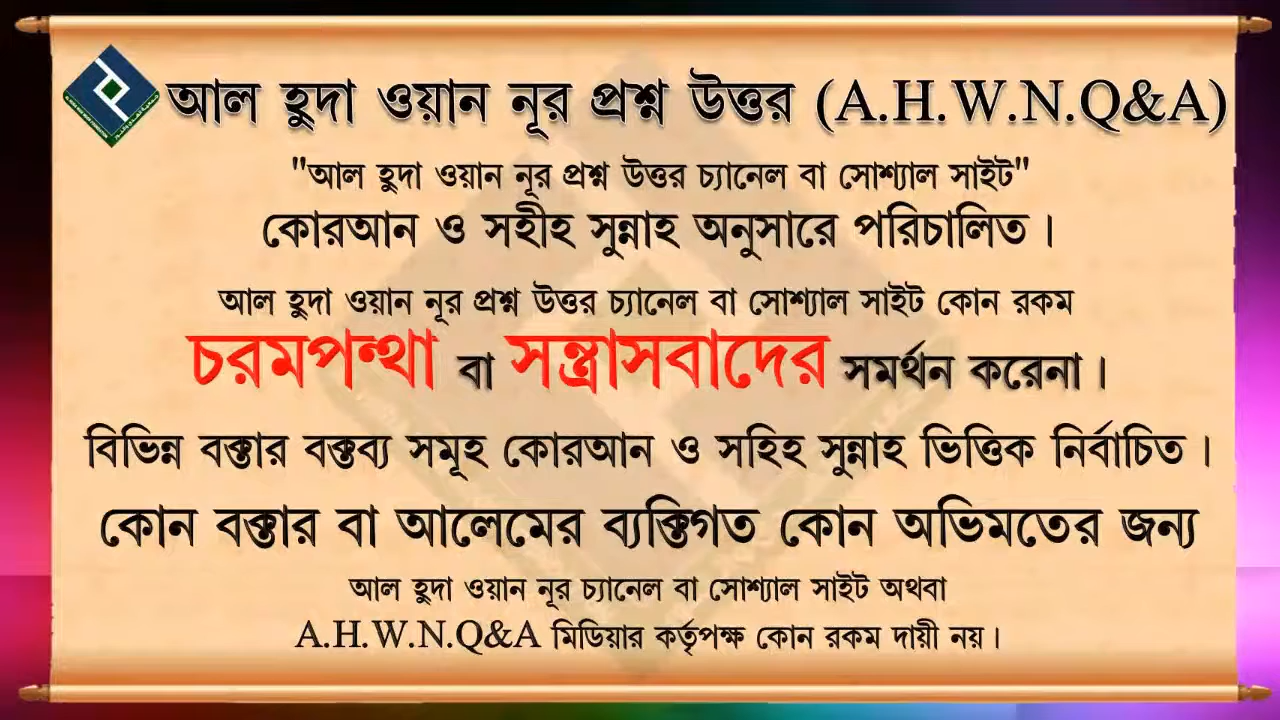 আল হুদা ওয়ান নূর প্রশ্ন উত্তর (A.H.W.N.Q&A)
"আল হুদা ওয়ান নূর প্রশ্ন উত্তর চ্যানেল বা সোশ্যাল সাইট"
কোরআন ও সহীহ সুন্নাহ অনুসারে পরিচালিত।
আল হুদা ওয়ান নূর প্রশ্ন উত্তর চ্যানেল বা সোশ্যাল সাইট কোন রকম
চরমপন্থা বা সন্ত্রাসবাদের সমর্থন করেনা।
বিভিন্ন বক্তার বক্তব্য সমূহ কোরআন ও সহিহ সুন্নাহ ভিত্তিক নির্বাচিত।
কোন বক্তার বা আলেমের ব্যক্তিগত কোন অভিমতের জন্য
আল হুদা ওয়ান নূর চ্যানেল বা সোশ্যাল সাইট অথবা
A.H.W.N.Q&A মিডিয়ার কর্তৃপক্ষ কোন রকম দায়ী নয়।